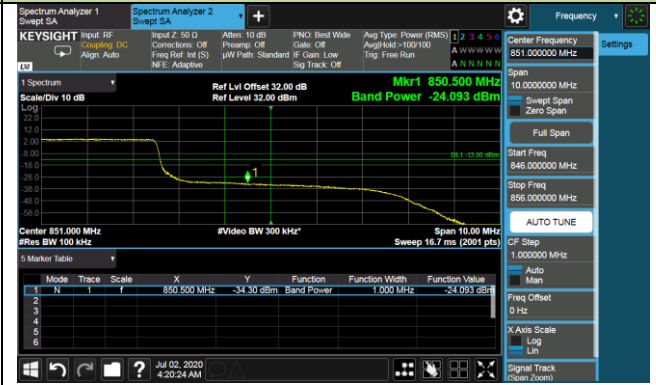 Spectrum Analyzer 1
Swept SA
Spectrum Analyzer 2
Swept SA
+
Frequency
KEYSIGHT
Input: RF
Coupling: DC
Align: Auto
Input Z: 50 Ω
Corrections: Off
Freq Ref: Int (S)
NFE: Adaptive
Atten: 10 dB
Preamp: Off
µW Path: Standard
PNO: Best Wide
Gate: Off
IF Gain: Low
Sig Track: Off
Avg Type: Power (RMS)
Avg|Hold:>100/100
Trig: Free Run
1 2 3 4 5 6
A W W W W W
A N N N N N
LXI
1 Spectrum
Scale/Div 10 dB
Ref Lvl Offset 32.00 dB
Ref Level 32.00 dBm
Mkr1 850.500 MHz
Band Power -24.093 dBm
Log
22.0
12.0
2.00
-8.00
-18.0
-28.0
-38.0
-48.0
-58.0
DL1 -13.00 dBm
1
Center 851.000 MHz
#Res BW 100 kHz
#Video BW 300 kHz*
Span 10.00 MHz
Sweep 16.7 ms (2001 pts)
5 Marker Table
Mode Trace Scale X Y Function Function Width Function Value
1 N 1 f 850.500 MHz -34.30 dBm Band Power 1.000 MHz -24.093 dBm
2
3
4
5
6
Jul 02, 2020
4:20:24 AM
?
Center Frequency
851.000000 MHz
Settings
Span
10.0000000 MHz
Swept Span
Zero Span
Full Span
Start Freq
846.000000 MHz
Stop Freq
856.000000 MHz
AUTO TUNE
CF Step
1.000000 MHz
Auto
Man
Freq Offset
0 Hz
X Axis Scale
Log
Lin
Signal Track
(Span Zoom)